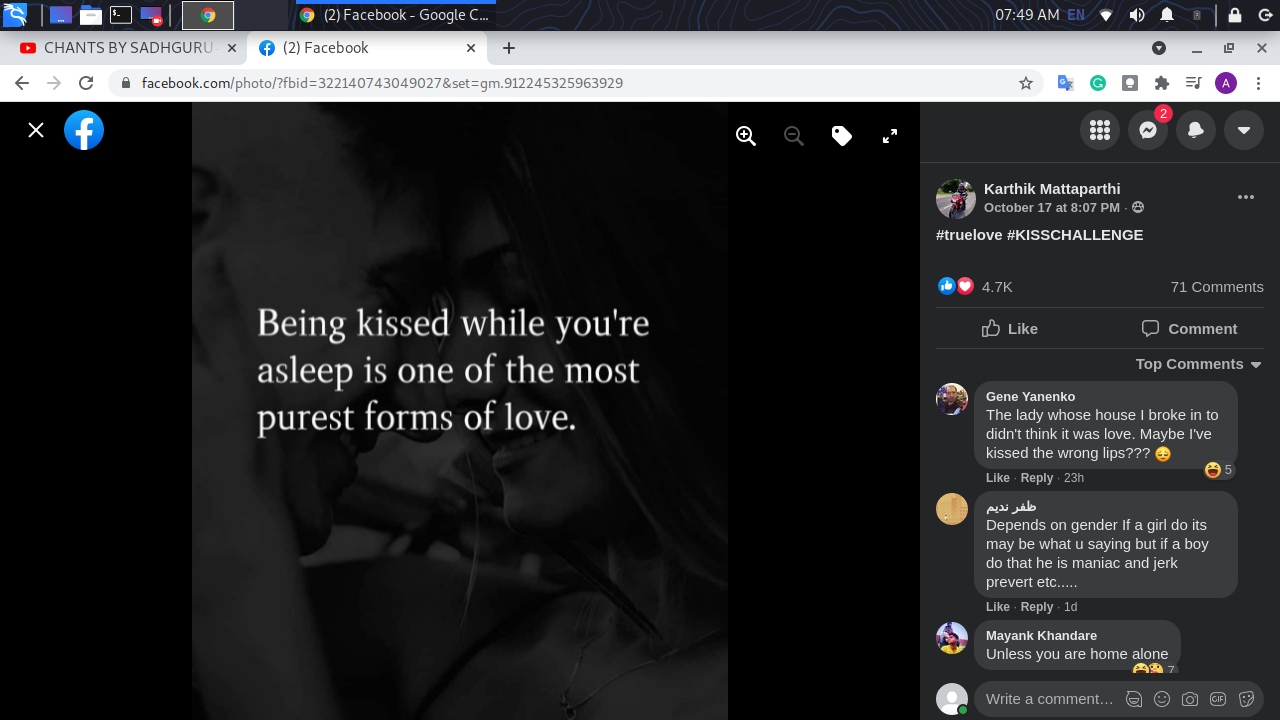 (2) Facebook - Google C...
07:49 AM EN
CHANTS BY SADHGURU-
(2) Facebook
facebook.com/photo/?fbid=322140743049027&set=gm.912245325963929
A
2
Karthik Mattaparthi
October 17 at 8:07 PM ·
#truelove #KISSCHALLENGE
4.7K 71 Comments
Like Comment
Top Comments
Being kissed while you're
asleep is one of the most
purest forms of love.
Gene Yanenko
The lady whose house I broke in to
didn't think it was love. Maybe I've
kissed the wrong lips???
5
Like · Reply · 23h
ظفر نديم
Depends on gender If a girl do its
may be what u saying but if a boy
do that he is maniac and jerk
prevert etc.....
Like · Reply · 1d
Mayank Khandare
Unless you are home alone
7
Write a comment…
GIF